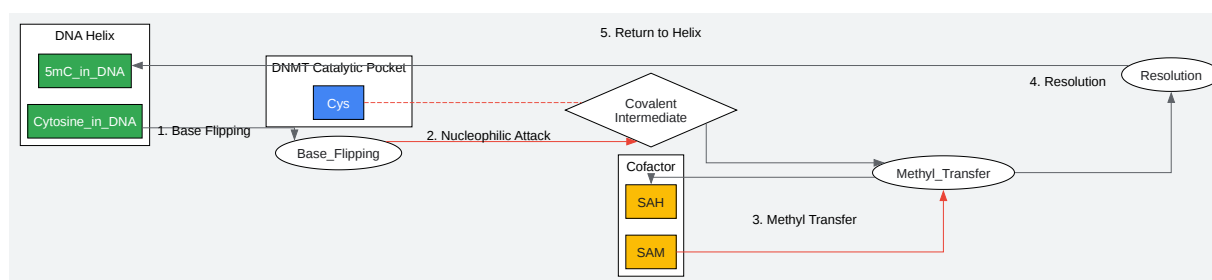 DNA Helix
5. Return to Helix
5mC_in_DNA
DNMT Catalytic Pocket
4. Resolution
Resolution
Cys
Covalent
Intermediate
Cytosine_in_DNA
1. Base Flipping
2. Nucleophilic Attack
Base_Flipping
Cofactor
Methyl_Transfer
SAH
3. Methyl Transfer
SAM